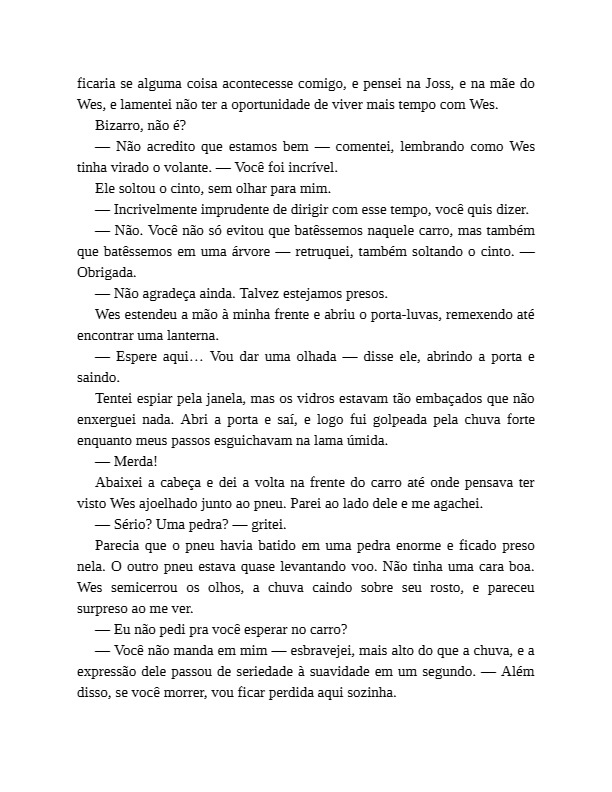 ficaria se alguma coisa acontecesse comigo, e pensei na Joss, e na mãe do
Wes, e lamentei não ter a oportunidade de viver mais tempo com Wes.
Bizarro, não é?
— Não acredito que estamos bem — comentei, lembrando como Wes
tinha virado o volante. — Você foi incrível.
Ele soltou o cinto, sem olhar para mim.
— Incrivelmente imprudente de dirigir com esse tempo, você quis dizer.
— Não. Você não só evitou que batêssemos naquele carro, mas também
que batêssemos em uma árvore — retruquei, também soltando o cinto. —
Obrigada.
— Não agradeça ainda. Talvez estejamos presos.
Wes estendeu a mão à minha frente e abriu o porta-luvas, remexendo até
encontrar uma lanterna.
— Espere aqui… Vou dar uma olhada — disse ele, abrindo a porta e
saindo.
Tentei espiar pela janela, mas os vidros estavam tão embaçados que não
enxerguei nada. Abri a porta e saí, e logo fui golpeada pela chuva forte
enquanto meus passos esguichavam na lama úmida.
— Merda!
Abaixei a cabeça e dei a volta na frente do carro até onde pensava ter
visto Wes ajoelhado junto ao pneu. Parei ao lado dele e me agachei.
— Sério? Uma pedra? — gritei.
Parecia que o pneu havia batido em uma pedra enorme e ficado preso
nela. O outro pneu estava quase levantando voo. Não tinha uma cara boa.
Wes semicerrou os olhos, a chuva caindo sobre seu rosto, e pareceu
surpreso ao me ver.
— Eu não pedi pra você esperar no carro?
— Você não manda em mim — esbravejei, mais alto do que a chuva, e a
expressão dele passou de seriedade à suavidade em um segundo. — Além
disso, se você morrer, vou ficar perdida aqui sozinha.